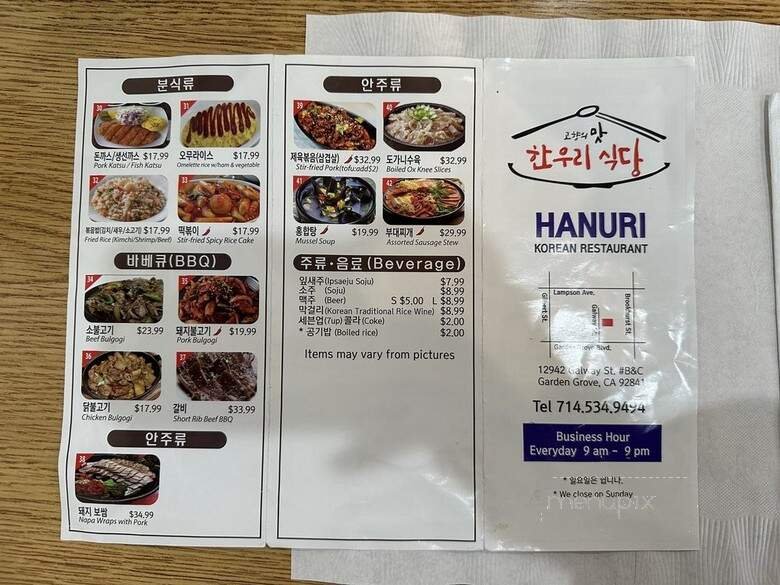 분식류
30
돈까스/생선까스 $17.99
Pork Katsu / Fish Katsu
31
오무라이스 $17.99
Omelette rice w/ham & vegetable
32
볶음밥(김치/새우/소고기) $17.99
Fried Rice (Kimchi/Shrimp/Beef)
33
떡볶이 $17.99
Stir-fried Spicy Rice Cake
바베큐(BBQ)
34
소불고기 $23.99
Beef Bulgogi
35
돼지불고기 $19.99
Pork Bulgogi
36
닭불고기 $17.99
Chicken Bulgogi
37
갈비 $33.99
Short Rib Beef BBQ
안주류
38
돼지 보쌈 $34.99
Napa Wraps with Pork
안주류
39
제육볶음(삼겹살) $32.99
Stir-fried Pork(tofu:add$2)
40
도가니수육 $32.99
Boiled Ox Knee Slices
41
홍합탕 $19.99
Mussel Soup
42
부대찌개 $29.99
Assorted Sausage Stew
주류·음료 (Beverage)
잎새주(Ipsaeju Soju) $7.99
소주 (Soju) $8.99
맥주 (Beer) S $5.00 L $8.99
막걸리(Korean Traditional Rice Wine) $8.99
세븐업(7up) 콜라 (Coke) $2.00
* 공기밥 (Boiled rice) $2.00
Items may vary from pictures
고향의 맛
한우리 식당
HANURI
KOREAN RESTAURANT
Lampson Ave.
Gilbert St.
Galway St.
Brookhurst St.
Garden Grove Blvd.
12942 Galway St. #B&C
Garden Grove, CA 92841
Tel 714.534.9494
Business Hour
Everyday 9 am - 9 pm
* 일요일은 쉽니다.
* We close on Sunday
menupix